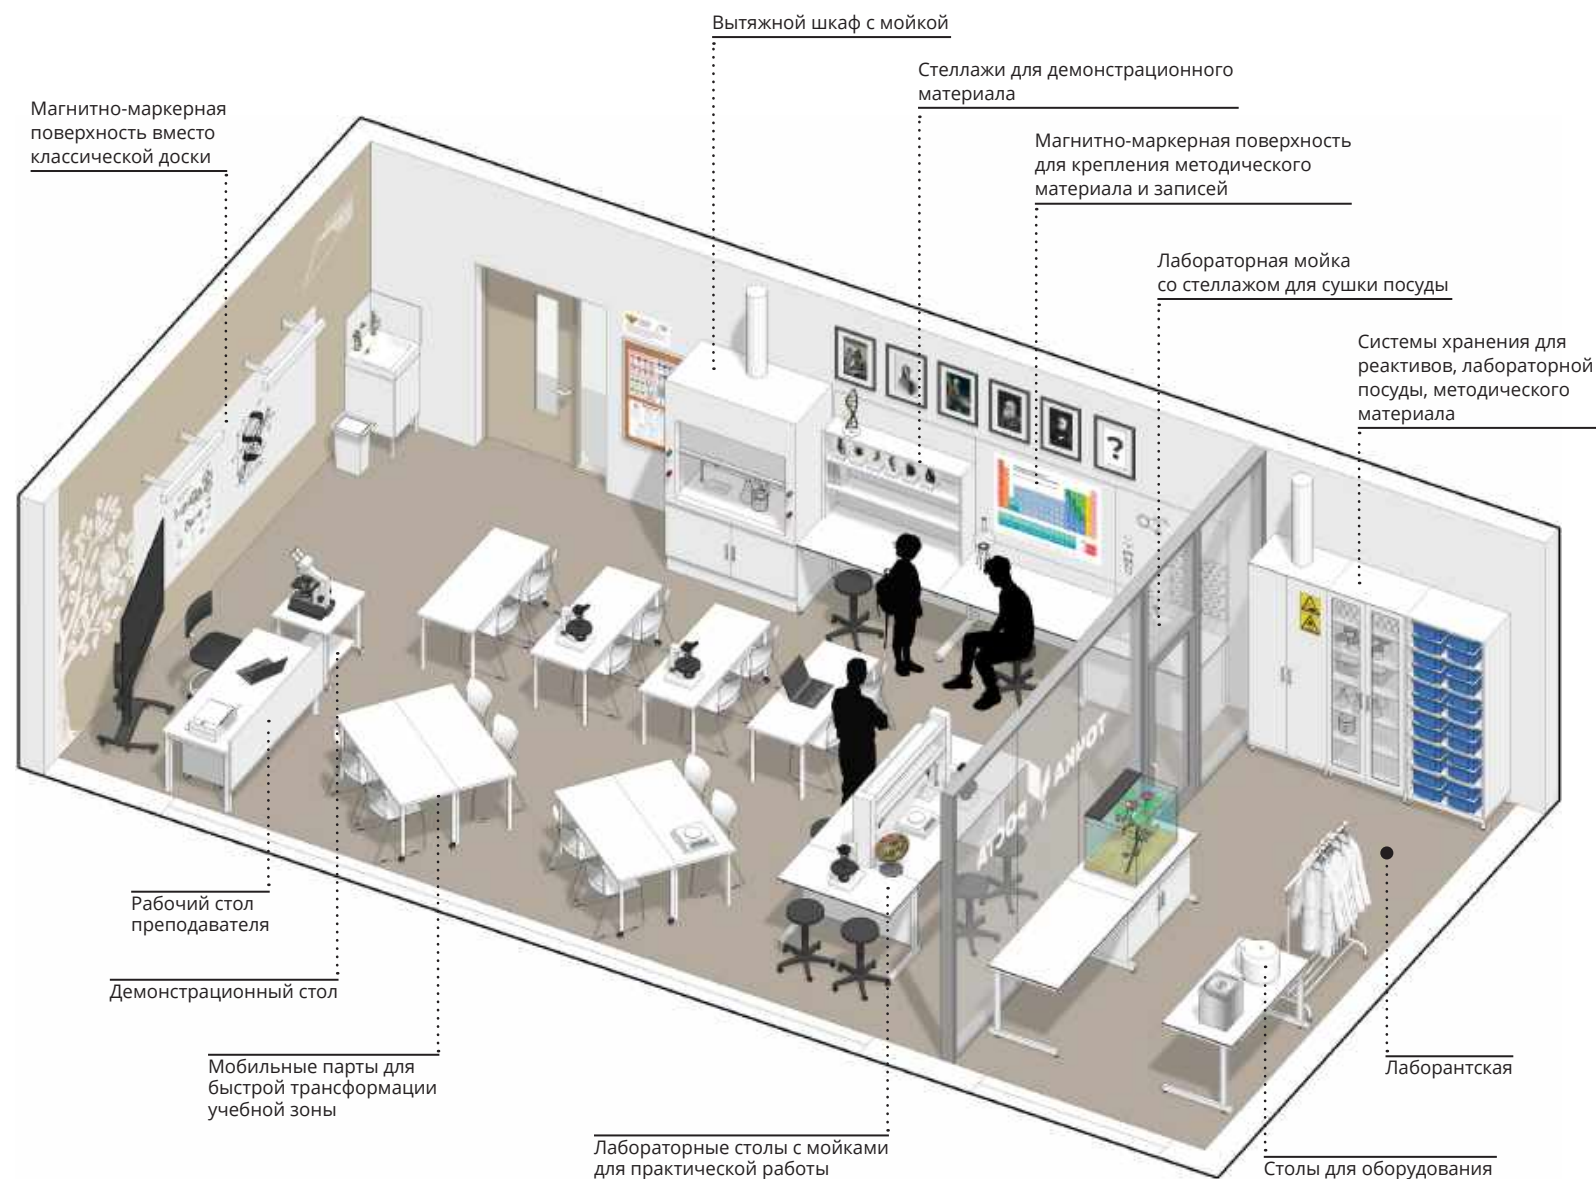 Вытяжной шкаф с мойкой
Стеллажи для демонстрационного
материала
Магнитно-маркерная
поверхность вместо
классической доски
Магнитно-маркерная поверхность
для крепления методического
материала и записей
Лабораторная мойка
со стеллажом для сушки посуды
Системы хранения для
реактивов, лабораторной
посуды, методического
материала
?
ТОЧКА
РОСТА
Рабочий стол
преподавателя
Демонстрационный стол
Мобильные парты для
быстрой трансформации
учебной зоны
Лабораторные столы с мойками
для практической работы
Лаборантская
Столы для оборудования